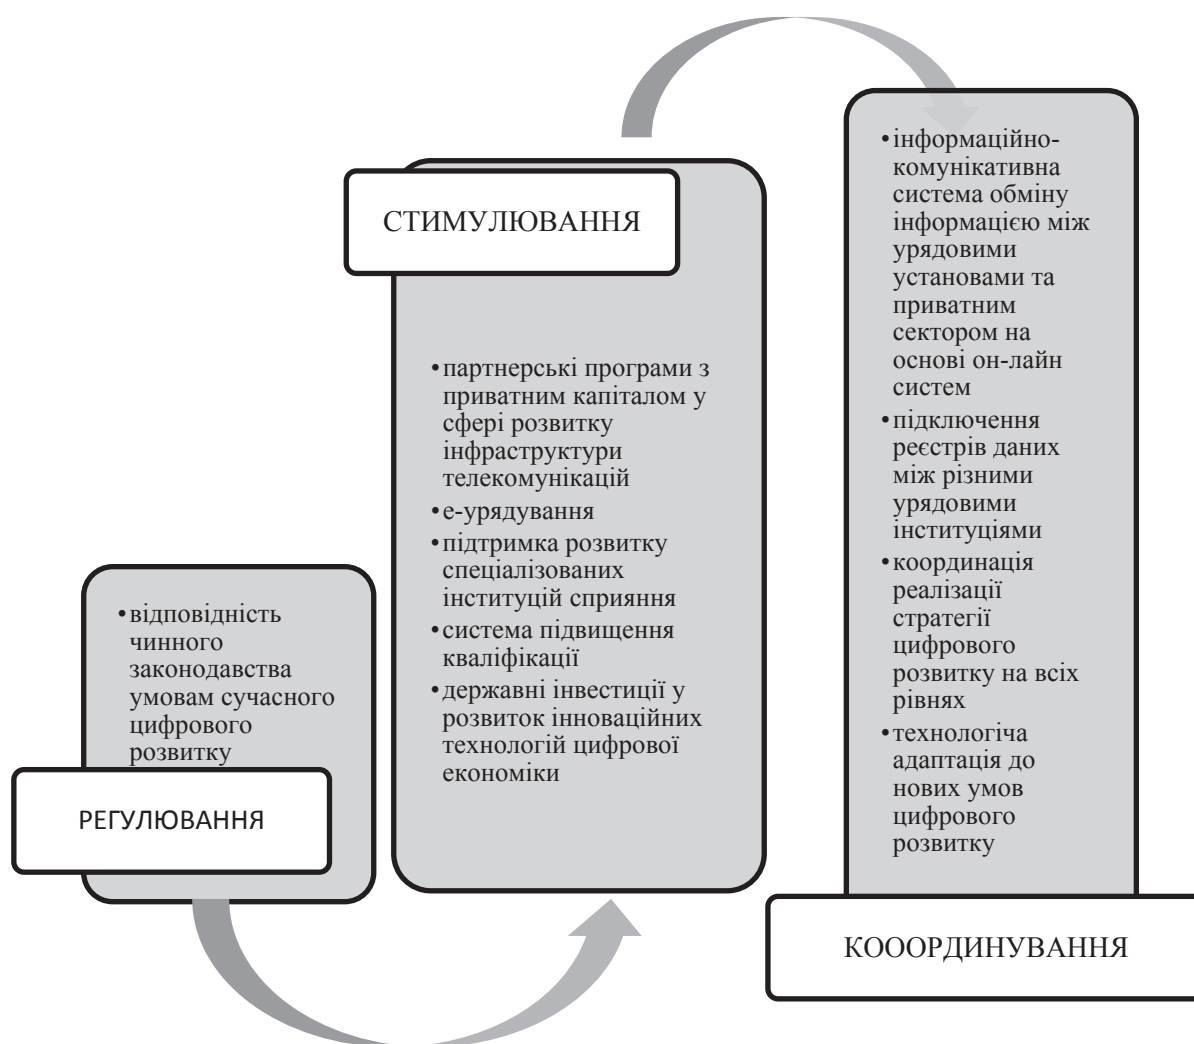 •відповідність
чинного
законодавства
умовам сучасного
цифрового
розвитку
РЕГУЛЮВАННЯ
СТИМУЛЮВАННЯ
•партнерські програми з
приватним капіталом у
сфері розвитку
інфраструктури
телекомунікацій
•е-урядування
•підтримка розвитку
спеціалізованих
інституцій сприяння
•система підвищення
кваліфікації
•державні інвестиції у
розвиток інноваційних
технологій цифрової
економіки
•інформаційно-
комунікативна
система обміну
інформацією між
урядовими
установами та
приватним
сектором на
основі он-лайн
систем
•підключення
реєстрів даних
між різними
урядовими
інституціями
•координація
реалізації
стратегії
цифрового
розвитку на всіх
рівнях
•технологіча
адаптація до
нових умов
цифрового
розвитку
КОООРДИНУВАННЯ